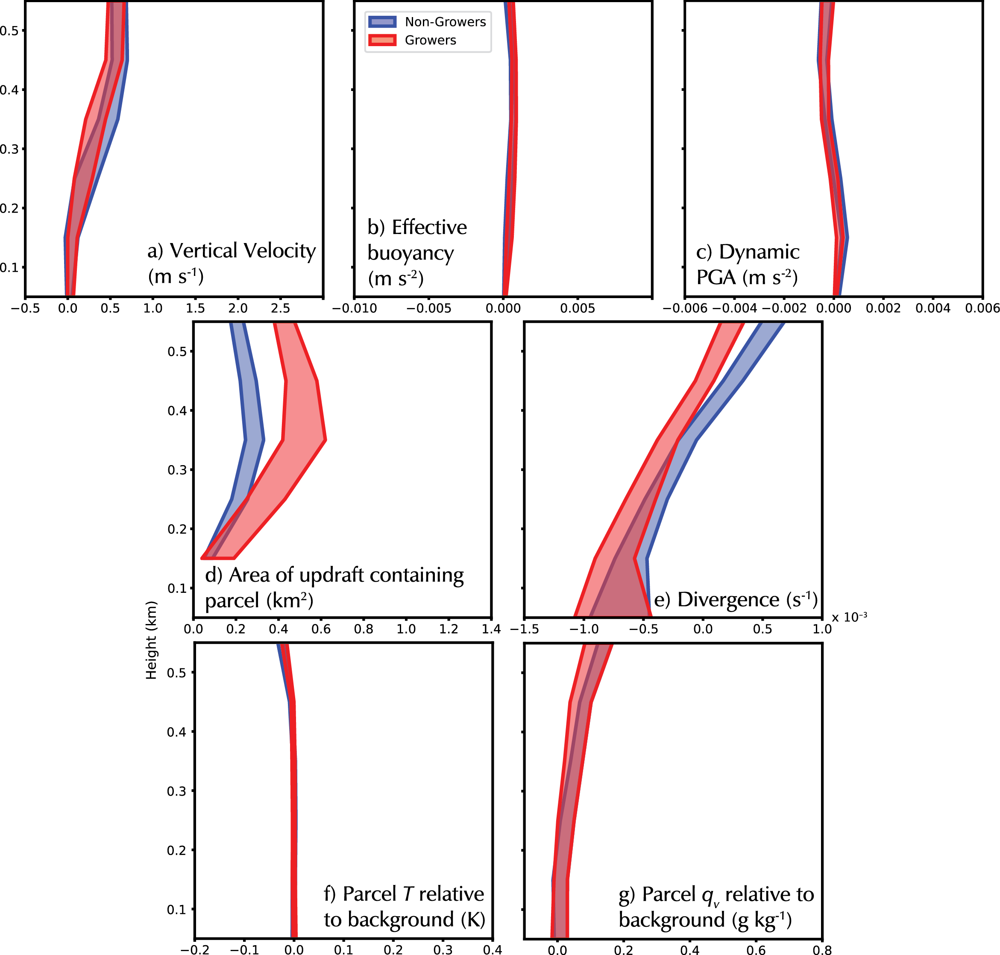 0.5
0.4
0.3
0.2
0.1
a) Vertical Velocity
(m s-1)
−0.5 0.0 0.5 1.0 1.5 2.0 2.5
Non-Growers
Growers
b) Effective
buoyancy
(m s-2)
−0.010 −0.005 0.000 0.005
c) Dynamic
PGA (m s-2)
−0.006 −0.004 −0.002 0.000 0.002 0.004 0.006
0.5
0.4
0.3
0.2
0.1
d) Area of updraft containing
parcel (km2)
0.0 0.2 0.4 0.6 0.8 1.0 1.2 1.4
e) Divergence (s-1)
−1.5 −1.0 −0.5 0.0 0.5 1.0
x 10−3
Height (km)
0.5
0.4
0.3
0.2
0.1
f) Parcel T relative
to background (K)
−0.2 −0.1 0.0 0.1 0.2 0.3 0.4
g) Parcel qv relative to
background (g kg-1)
0.0 0.2 0.4 0.6 0.8